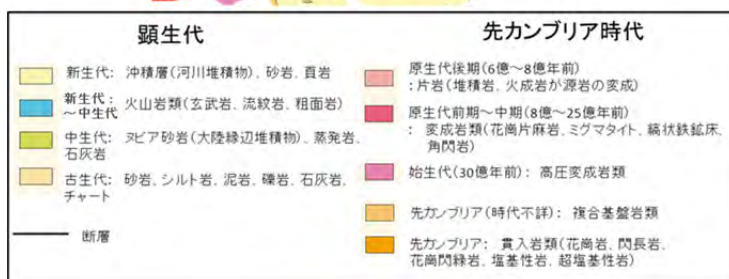 顕生代
新生代: 沖積層(河川堆積物)、砂岩、頁岩
新生代:
～中生代
火山岩類(玄武岩、流紋岩、粗面岩)
中生代: ヌビア砂岩(大陸縁辺堆積物)、蒸発岩、
石灰岩
古生代: 砂岩、シルト岩、泥岩、礫岩、石灰岩、
チャート
断層
先カンブリア時代
原生代後期(6億～8億年前)
:片岩(堆積岩、火成岩が源岩の変成)
原生代前期～中期(8億～25億年前)
: 変成岩類(花崗片麻岩、ミグマタイト、縞状鉄鉱床、
角閃岩)
始生代(30億年前): 高圧変成岩類
先カンブリア(時代不詳): 複合基盤岩類
先カンブリア: 貫入岩類(花崗岩、閃長岩、
花崗閃緑岩、塩基性岩、超塩基性岩)